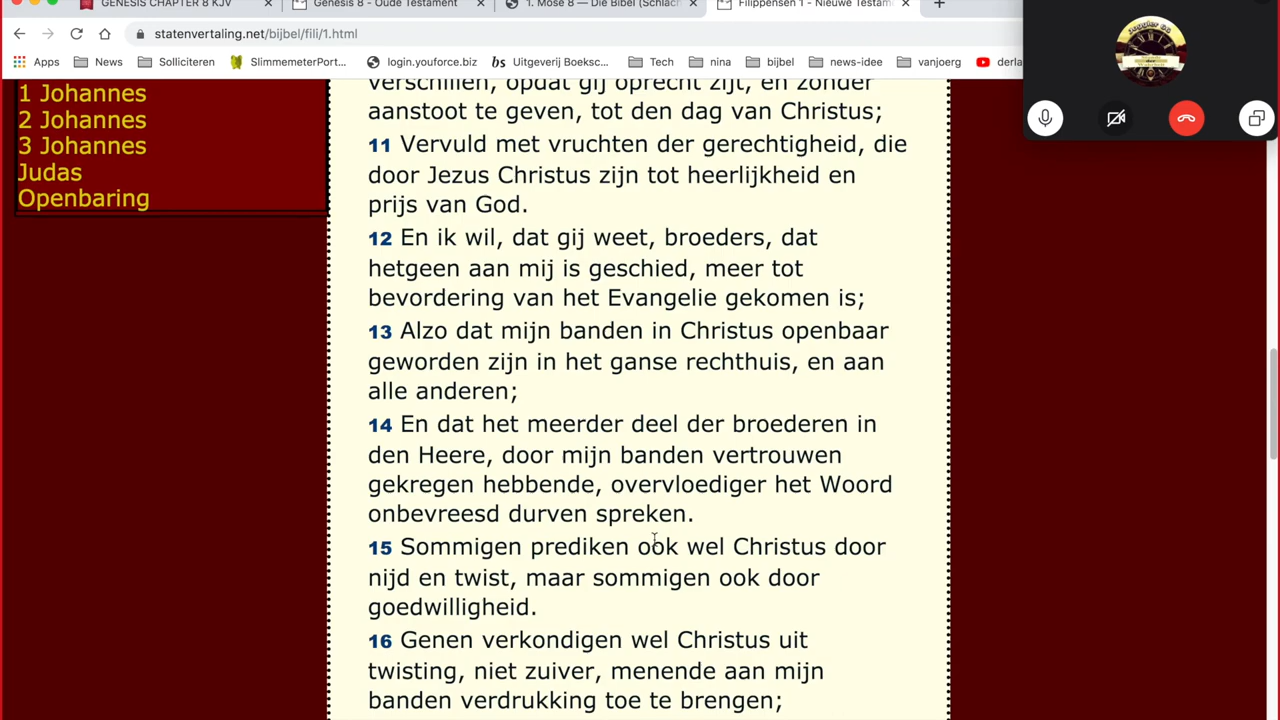 GENESIS CHAPTER 8 KJV
Genesis 8 - Oude Testament
1. Mose 8 — Die Bibel (Schlach
Filippensen 1 - Nieuwe Testam
statenvertaling.net/bijbel/fili/1.html
Apps
News
Solliciteren
SlimmemeterPort...
login.youforce.biz
bs Uitgeverij Boeksc...
Tech
nina
bijbel
news-idee
vanjoerg
derla
Juggler 66
1 Johannes
2 Johannes
3 Johannes
Judas
Openbaring
verschillen, opdat gij oprecht zijt, en zonder
aanstoot te geven, tot den dag van Christus;
11 Vervuld met vruchten der gerechtigheid, die
door Jezus Christus zijn tot heerlijkheid en
prijs van God.
12 En ik wil, dat gij weet, broeders, dat
hetgeen aan mij is geschied, meer tot
bevordering van het Evangelie gekomen is;
13 Alzo dat mijn banden in Christus openbaar
geworden zijn in het ganse rechthuis, en aan
alle anderen;
14 En dat het meerder deel der broederen in
den Heere, door mijn banden vertrouwen
gekregen hebbende, overvloediger het Woord
onbevreesd durven spreken.
15 Sommigen prediken ook wel Christus door
nijd en twist, maar sommigen ook door
goedwilligheid.
16 Genen verkondigen wel Christus uit
twisting, niet zuiver, menende aan mijn
banden verdrukking toe te brengen;